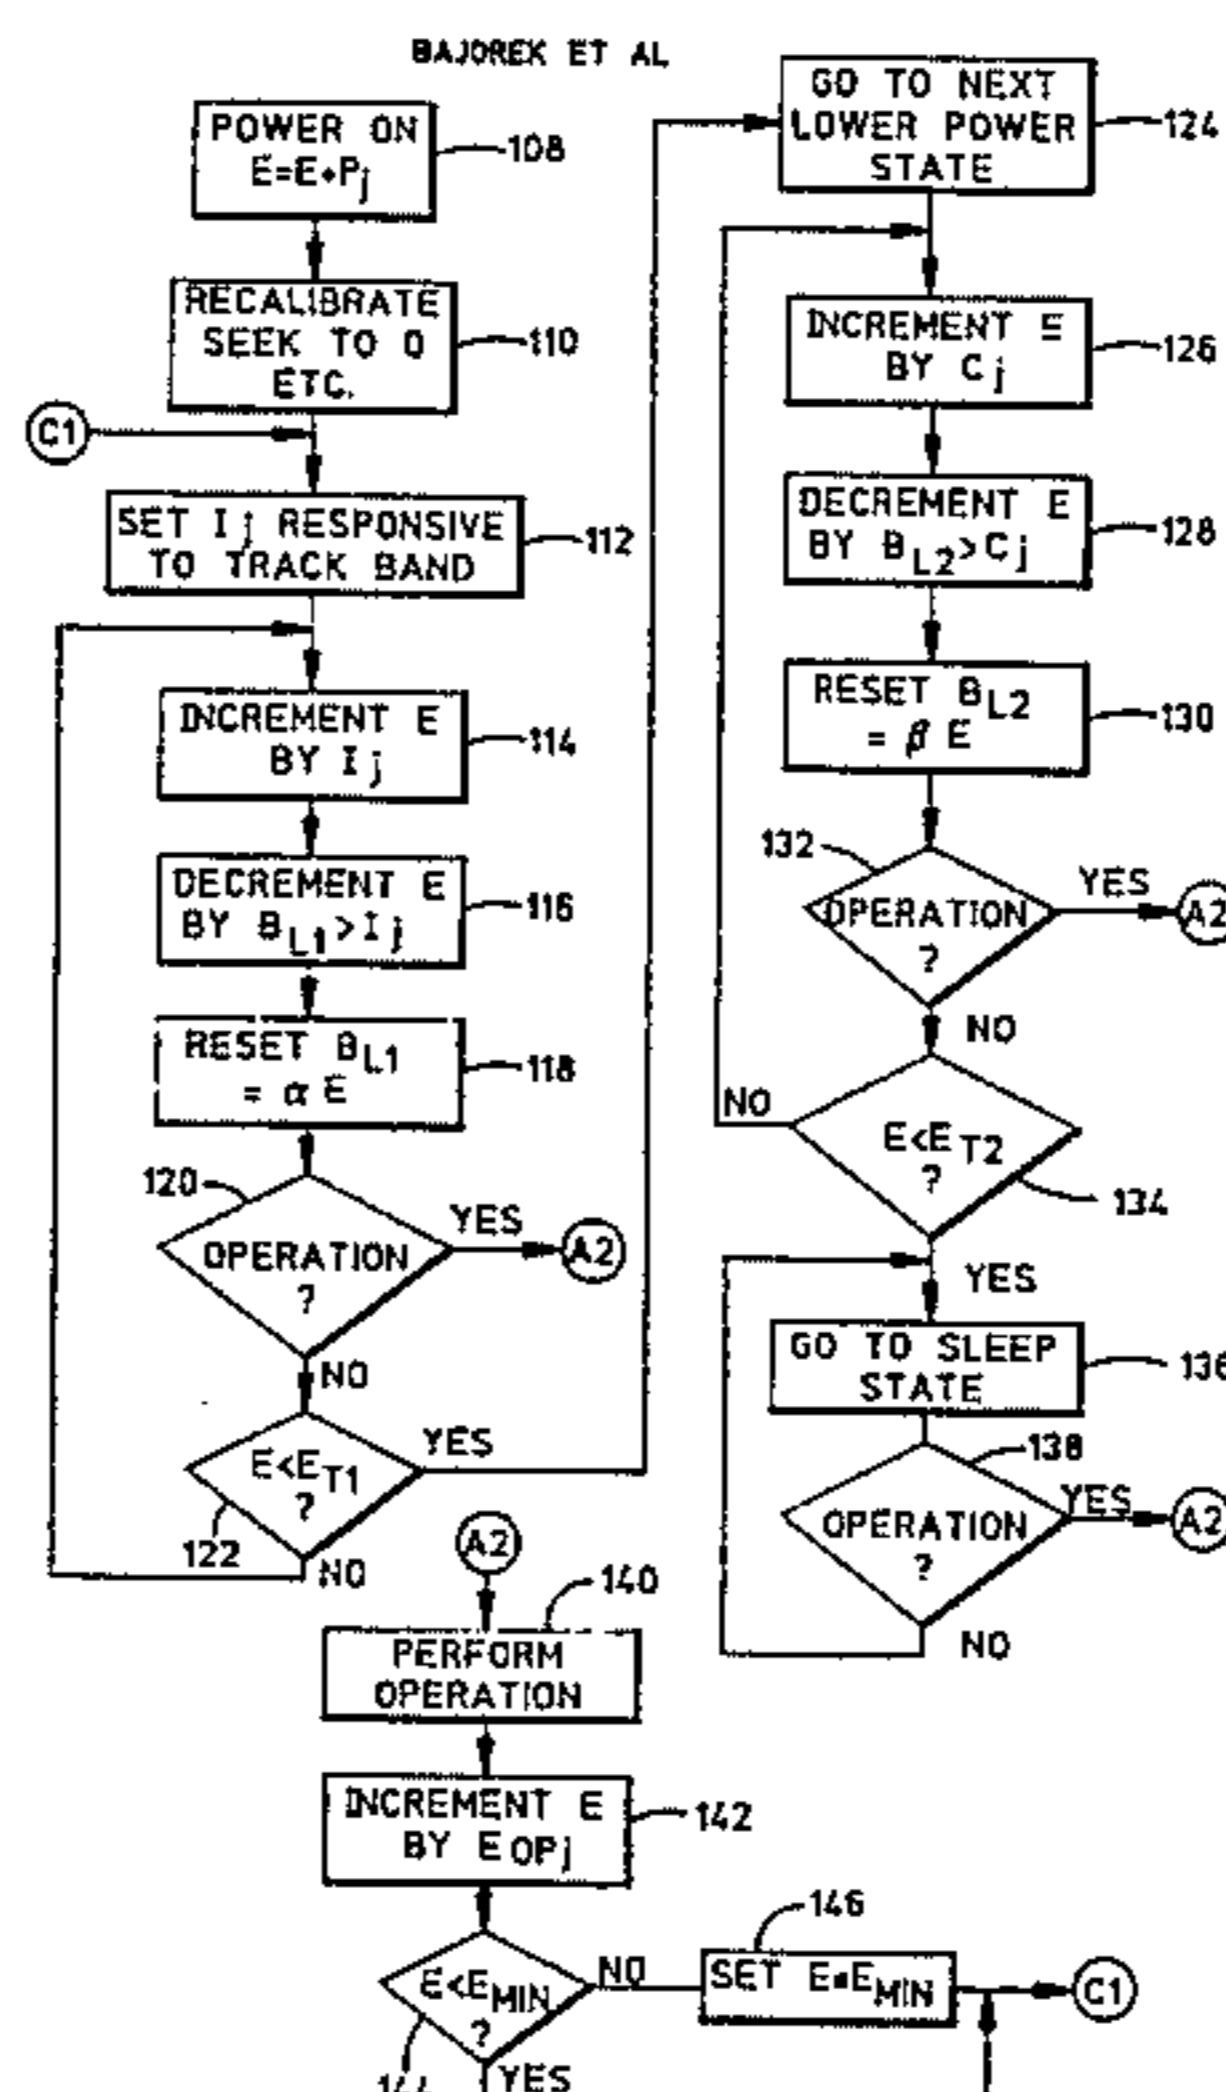 BAJOREK ET AL
POWER ON
E=E+Pj
108
RECALIBRATE
SEEK TO 0
ETC.
110
C1
SET Ij RESPONSIVE
TO TRACK BAND
112
INCREMENT E
BY Ij
114
DECREMENT E
BY BL1>Ij
116
RESET BL1
= α E
118
120
OPERATION
?
YES
A2
NO
E<ET1
?
YES
122
NO
GO TO NEXT
LOWER POWER
STATE
124
INCREMENT E
BY Cj
126
DECREMENT E
BY BL2>Cj
128
RESET BL2
= β E
130
132
OPERATION
?
YES
A2
NO
NO
E<ET2
?
134
YES
GO TO SLEEP
STATE
136
138
OPERATION
?
YES
A2
NO
A2
140
PERFORM
OPERATION
INCREMENT E
BY EOPj
142
E<EMIN
?
144
NO
146
SET E=EMIN
C1
YES